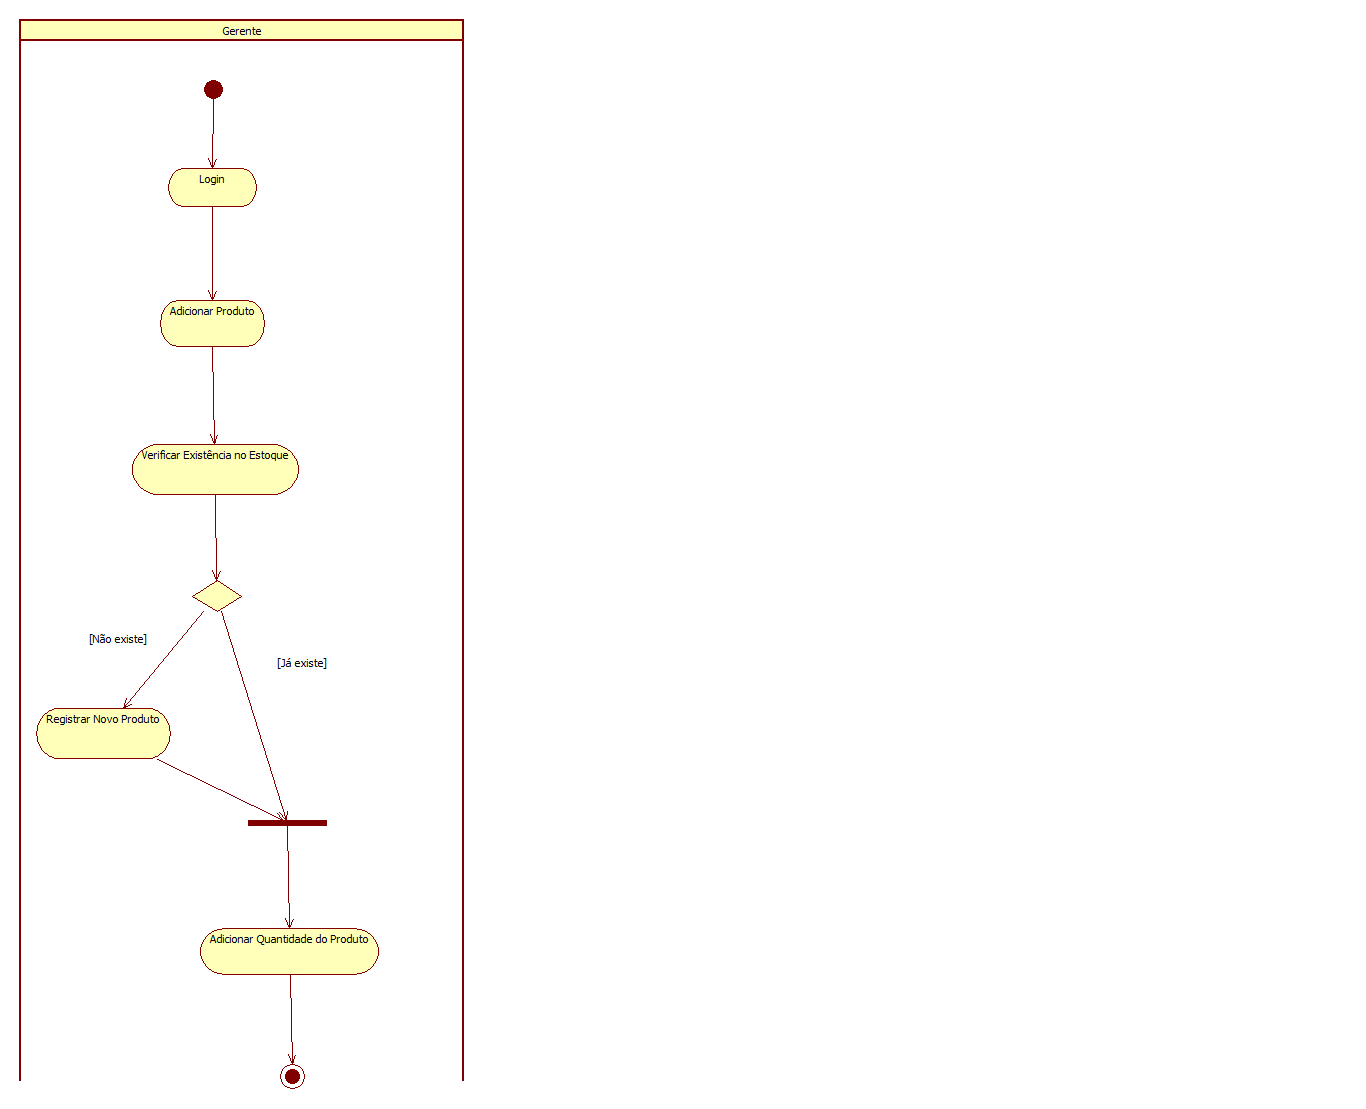 Gerente
Login
Adicionar Produto
Verificar Existência no Estoque
[Não existe]
[Já existe]
Registrar Novo Produto
Adicionar Quantidade do Produto